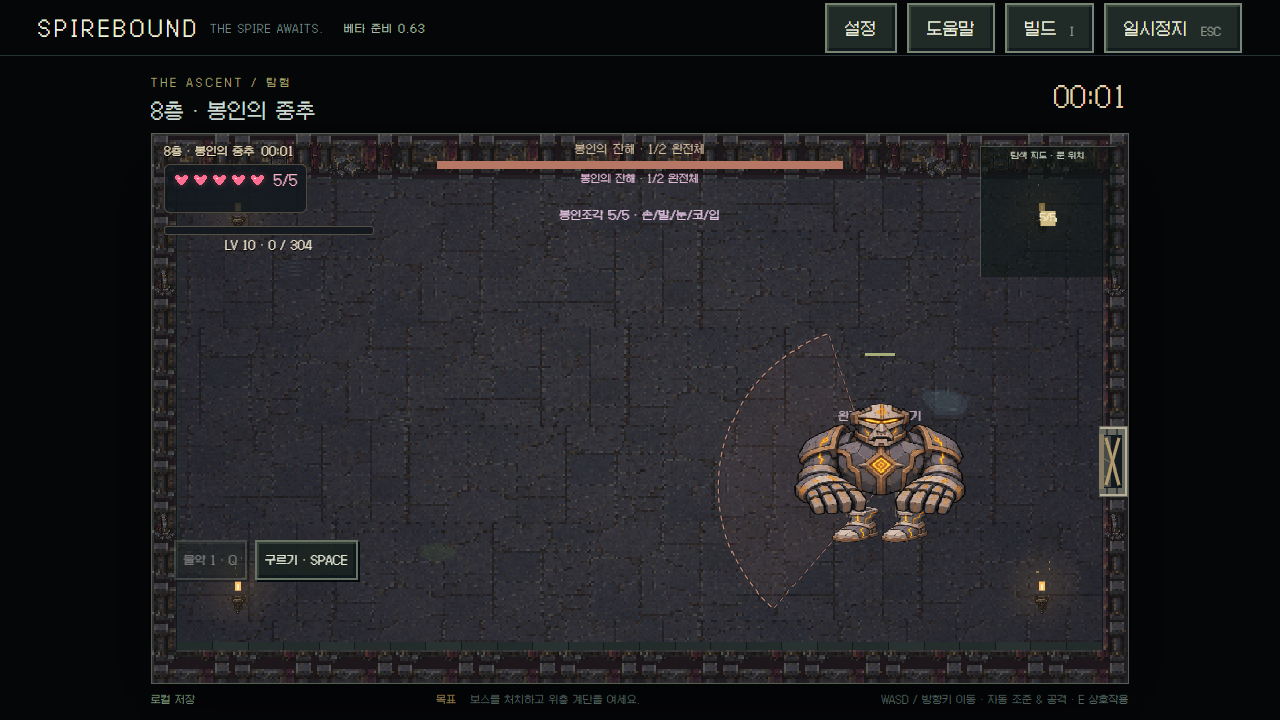 SPIREBOUND THE SPIRE AWAITS. 베타 준비 0.63
설정
도움말
빌드 I
일시정지 ESC
THE ASCENT / 탐험
8층 · 봉인의 중추
00:01
8층 · 봉인의 중추 00:01
5/5
LV 10 · 0 / 304
봉인의 잔해 · 1/2 완전체
봉인의 잔해 · 1/2 완전체
봉인조각 5/5 · 손/발/눈/코/입
탐색 지도 · 문 위치
5/5
물약 1 · Q
구르기 · SPACE
로컬 저장
목표 보스를 처치하고 위층 계단을 여세요.
WASD / 방향키 이동 · 자동 조준 & 공격 · E 상호작용